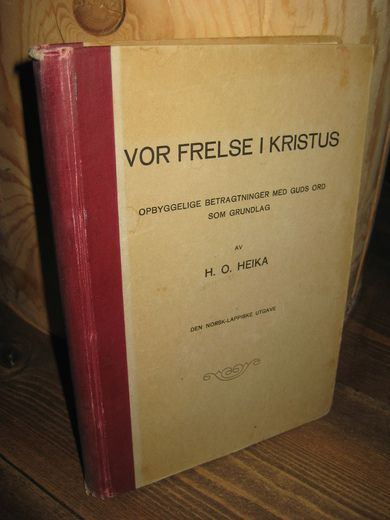 VOR FRELSE I KRISTUS
OPBYGGELIGE BETRAGTNINGER MED GUDS ORD
SOM GRUNDLAG
AV
H. O. HEIKA
DEN NORSK-LAPPISKE UTGAVE